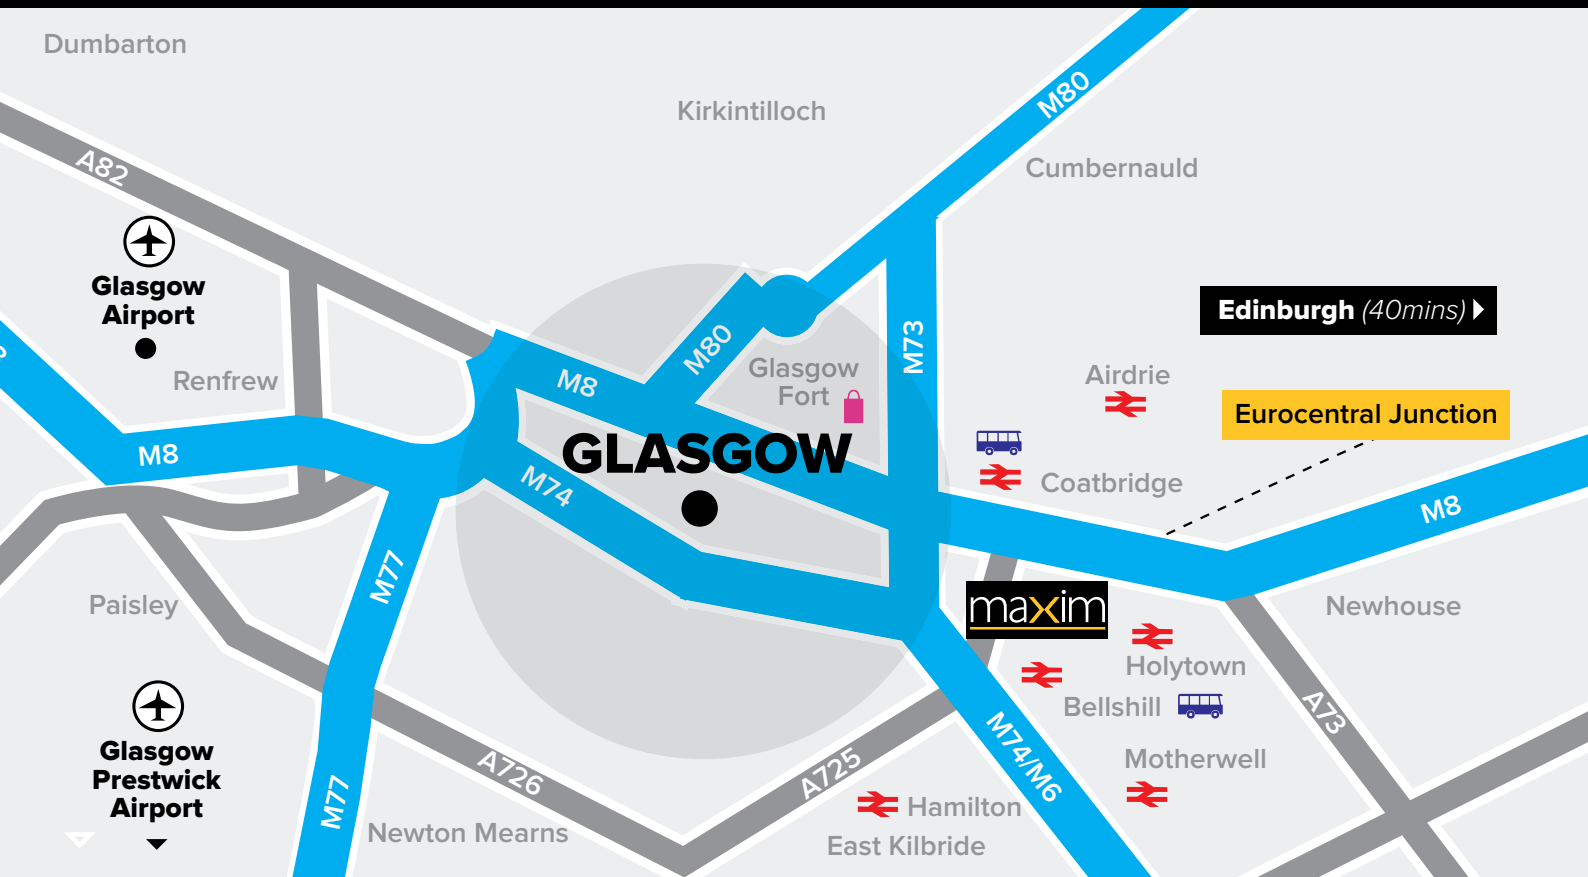 Dumbarton
Kirkintilloch
M80
Cumbernauld
A82
Glasgow
Airport
Renfrew
Edinburgh (40mins)
M80
M73
Glasgow
Fort
M8
Airdrie
Eurocentral Junction
GLASGOW
M8
M74
Coatbridge
M8
M77
Paisley
maxim
Newhouse
Holytown
Bellshill
A73
Glasgow
Prestwick
Airport
M74/M6
Motherwell
A726
A725
M77
Hamilton
Newton Mearns
East Kilbride